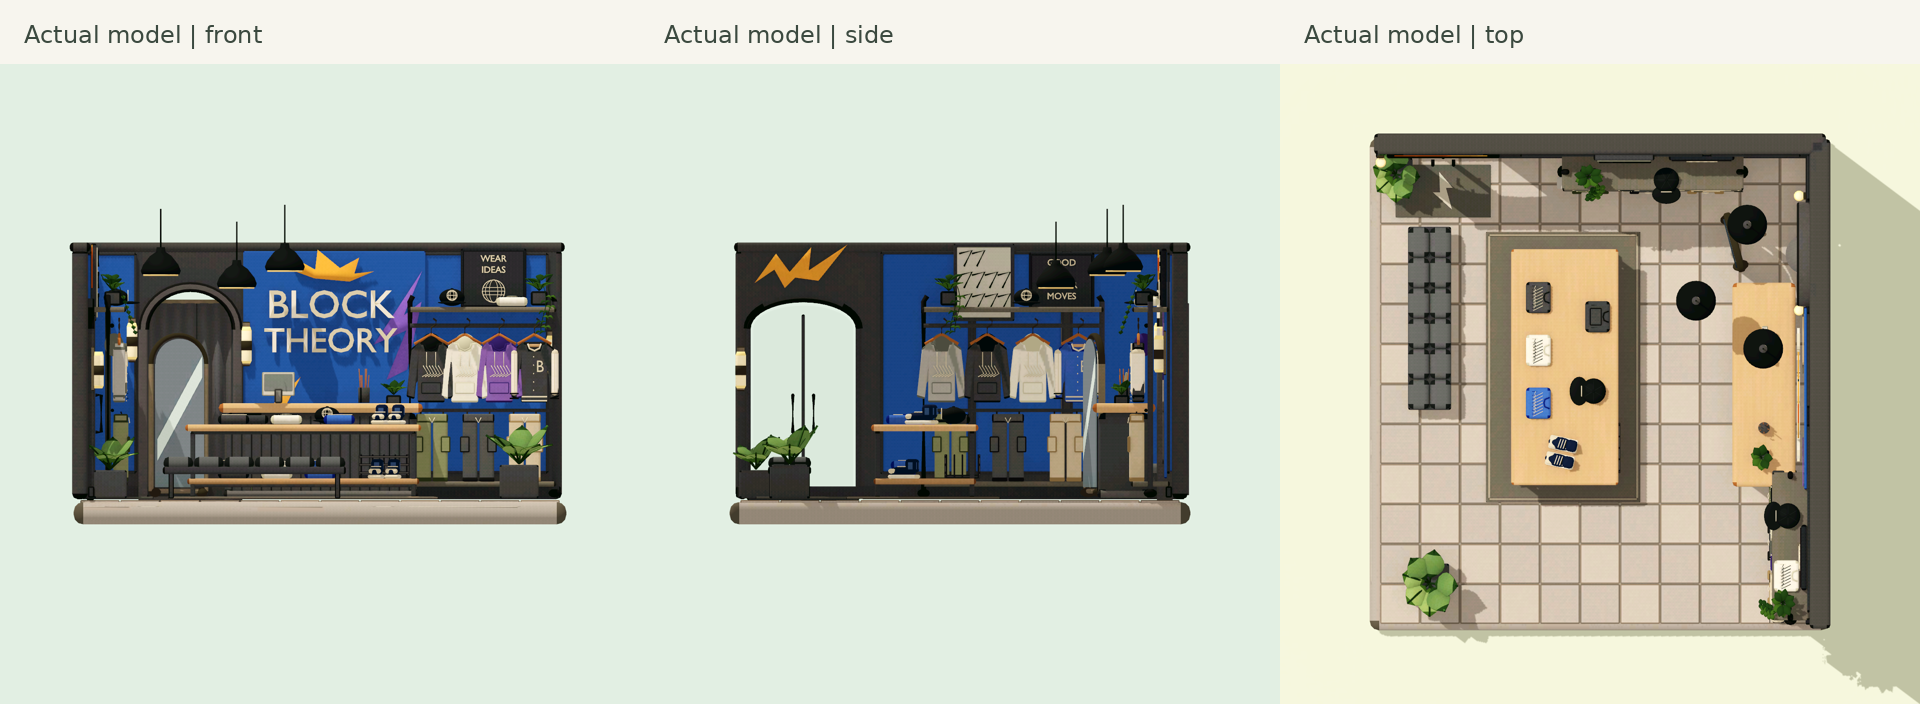 Actual model | front
Actual model | side
Actual model | top
BLOCK
THEORY
WEAR
IDEAS
B
MOVES